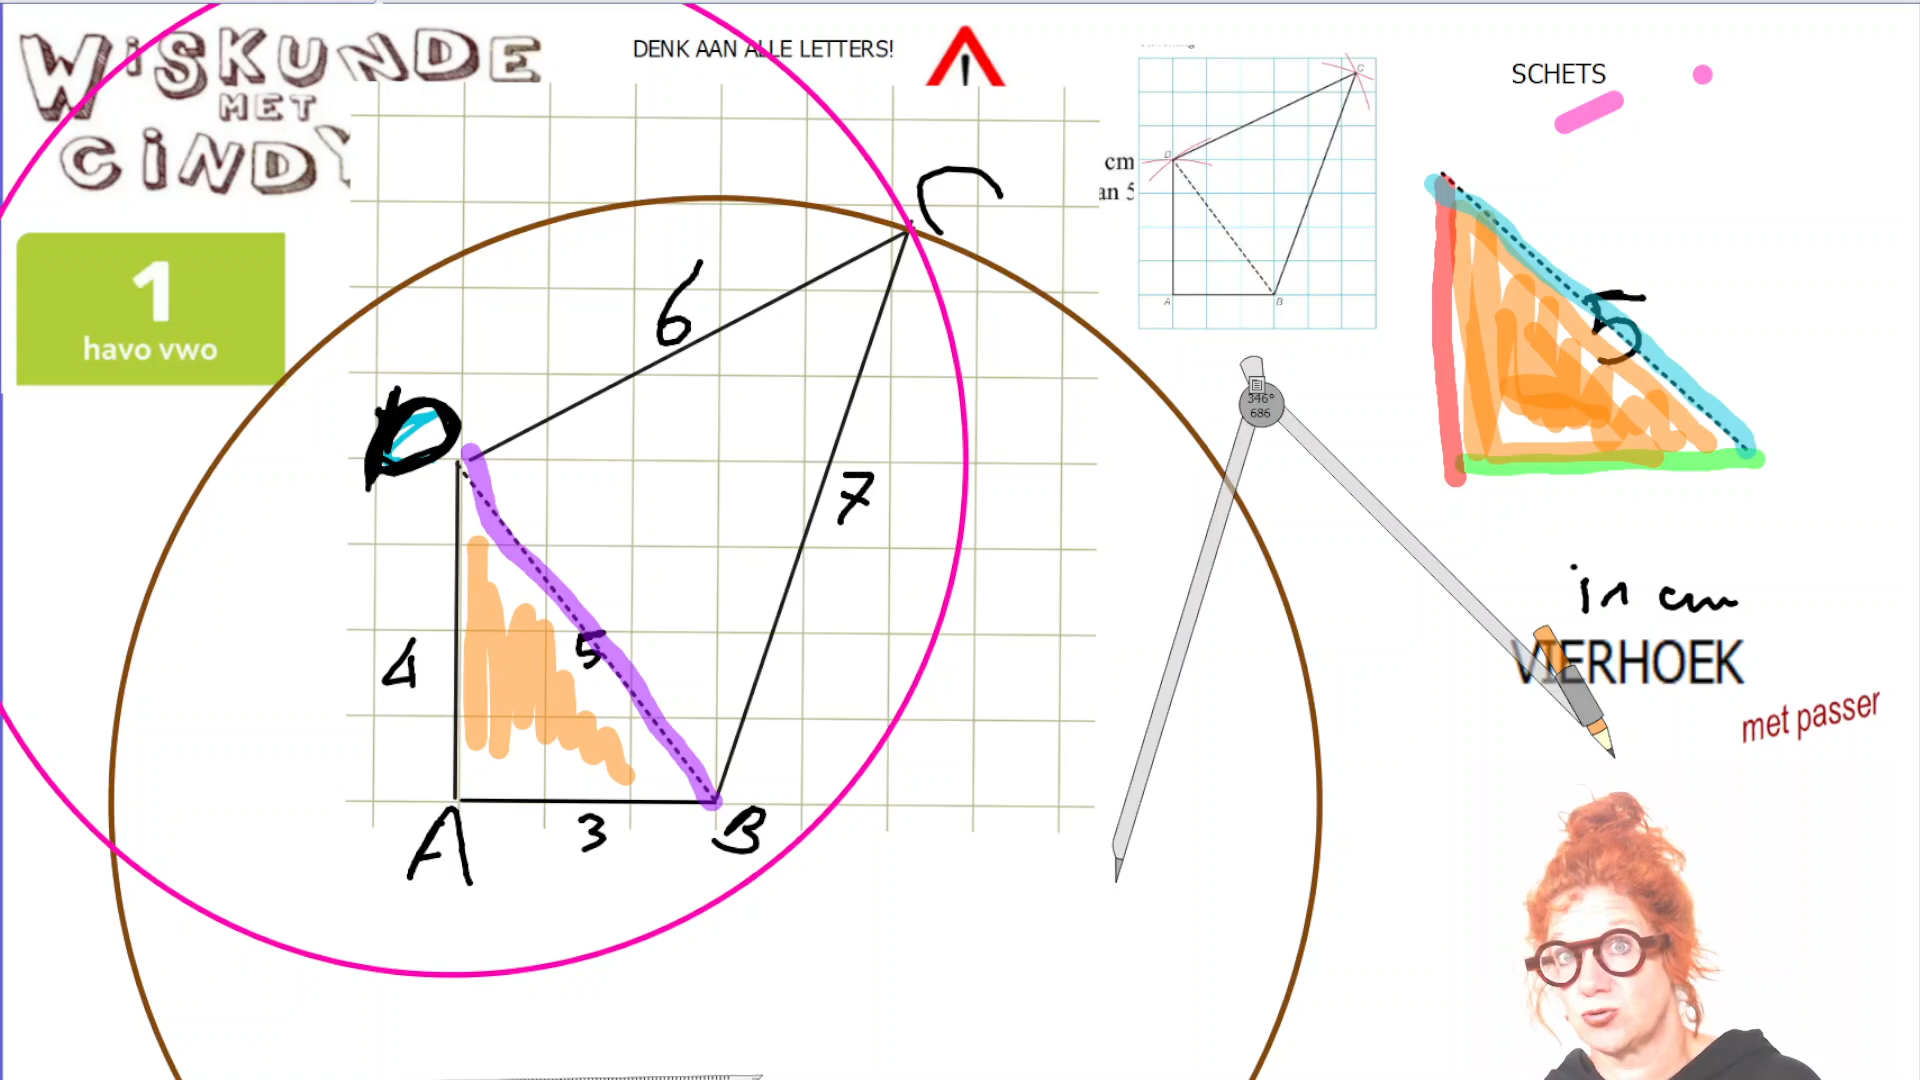 WiSKUNDE
MET
CiNDY
DENK AAN ALLE LETTERS!
!
SCHETS
1
havo vwo
cm
an 5
C
D
A
B
C
6
D
7
4
5
A
3
B
5
346°
686
in cm
VIERHOEK
met passer